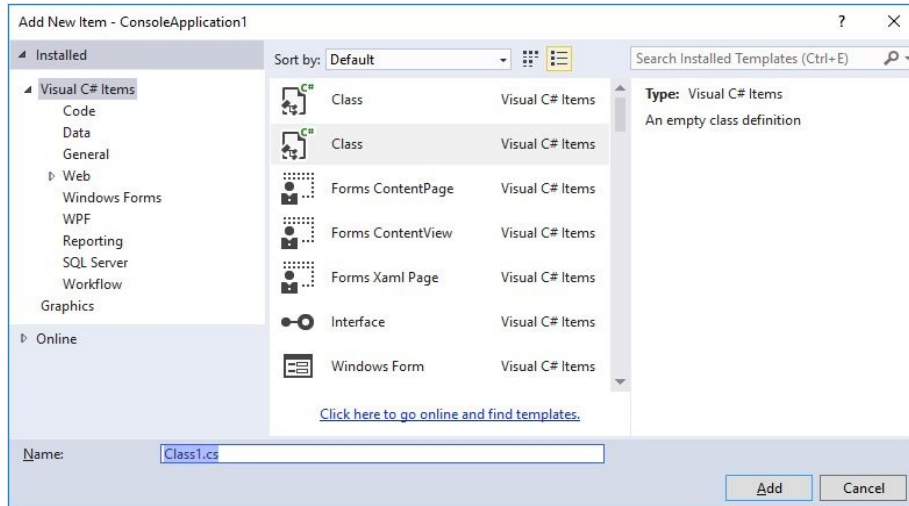 Add New Item - ConsoleApplication1
Installed
Sort by: Default
Search Installed Templates (Ctrl+E)
Visual C# Items
Code
Data
General
Web
Windows Forms
WPF
Reporting
SQL Server
Workflow
Graphics
Online
C# Class Visual C# Items
C# Class Visual C# Items
Forms ContentPage Visual C# Items
Forms ContentView Visual C# Items
Forms Xaml Page Visual C# Items
Interface Visual C# Items
Windows Form Visual C# Items
Click here to go online and find templates.
Type: Visual C# Items
An empty class definition
Name: Class1.cs
Add Cancel